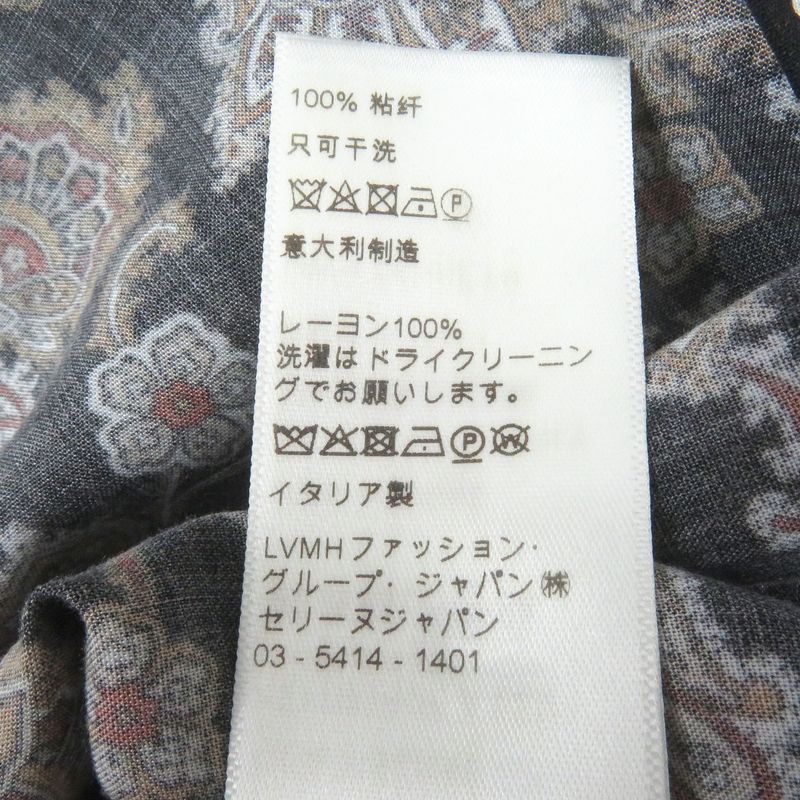 100% 粘纤
只可干洗
P
意大利制造
レーヨン100%
洗濯はドライクリーニン
グでお願いします。
P W
イタリア製
LVMHファッション·
グループ· ジャパン㈱
セリーヌジャパン
03 - 5414 - 1401